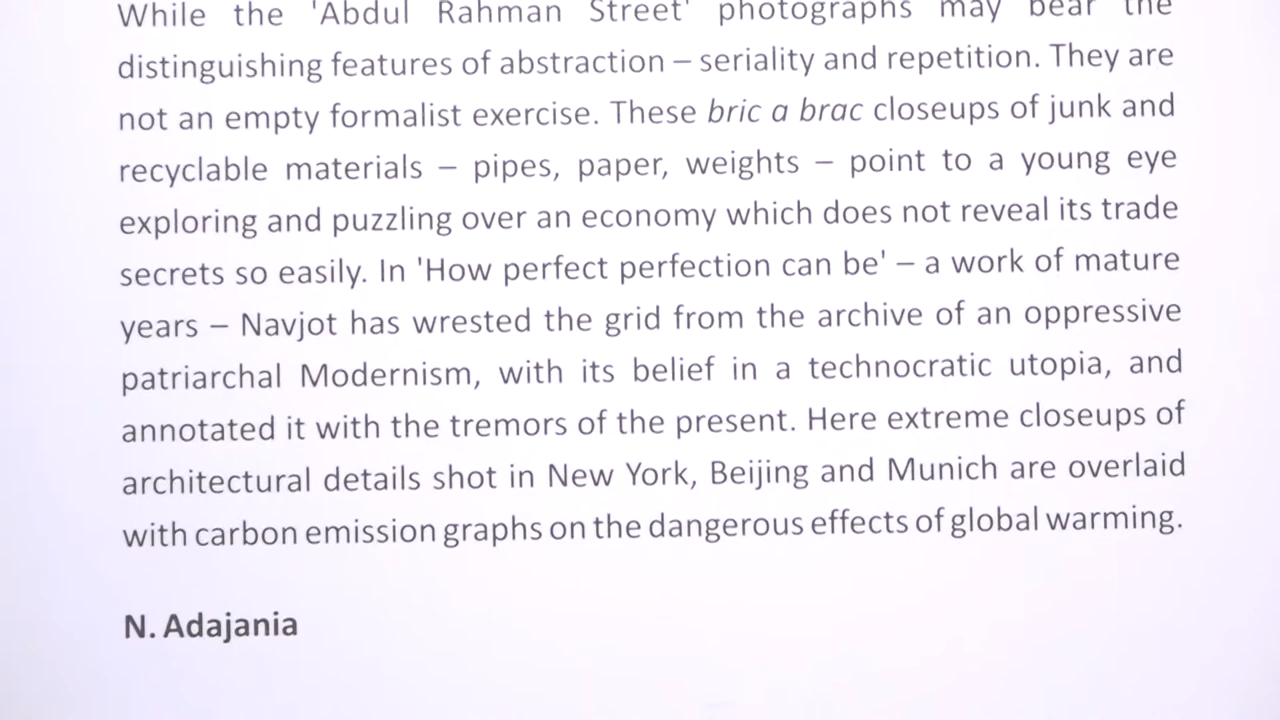 While the 'Abdul Rahman Street' photographs may bear the
distinguishing features of abstraction – seriality and repetition. They are
not an empty formalist exercise. These bric a brac closeups of junk and
recyclable materials – pipes, paper, weights – point to a young eye
exploring and puzzling over an economy which does not reveal its trade
secrets so easily. In 'How perfect perfection can be' – a work of mature
years – Navjot has wrested the grid from the archive of an oppressive
patriarchal Modernism, with its belief in a technocratic utopia, and
annotated it with the tremors of the present. Here extreme closeups of
architectural details shot in New York, Beijing and Munich are overlaid
with carbon emission graphs on the dangerous effects of global warming.
N. Adajania